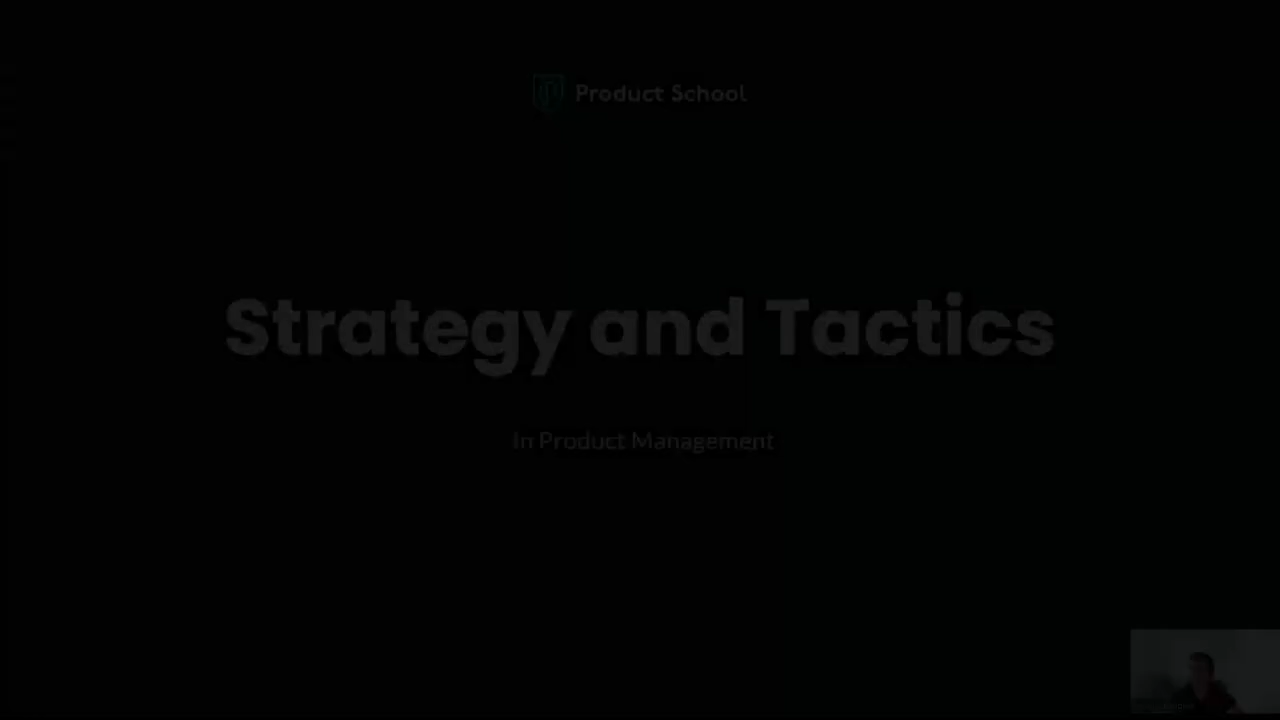 Product School
Strategy and Tactics
In Product Management